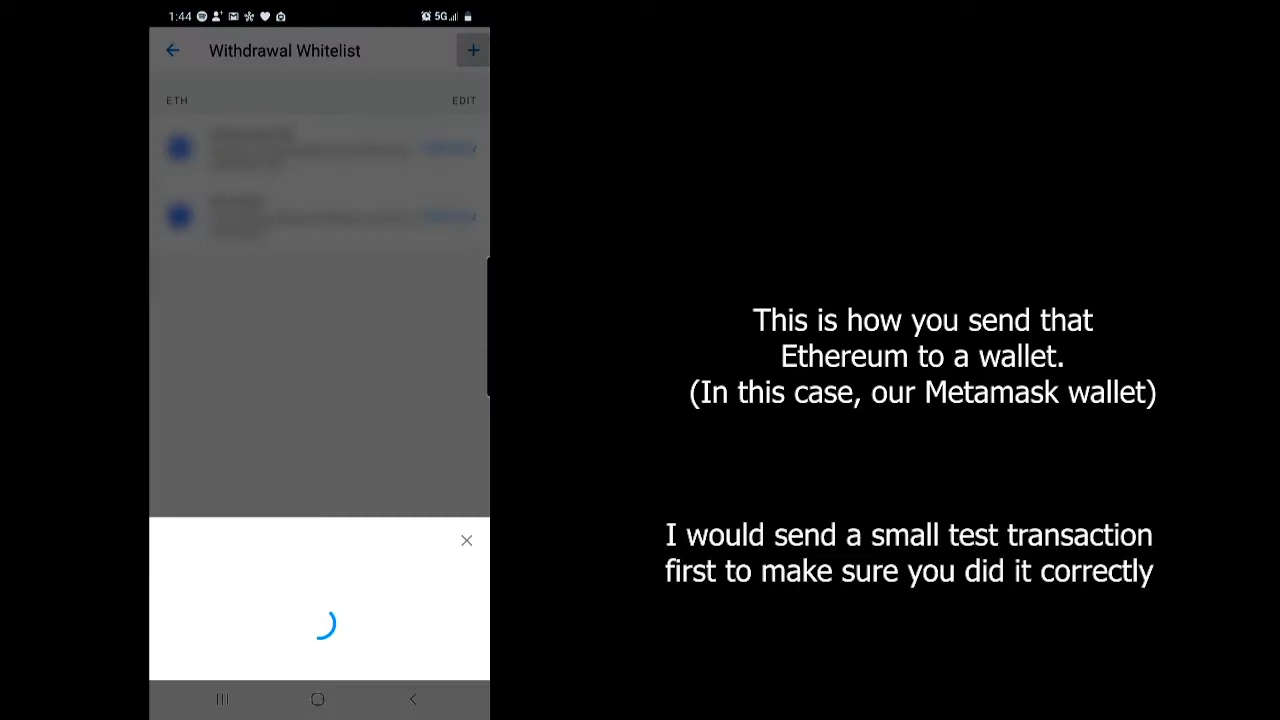 1:44
5G
Withdrawal Whitelist
ETH
EDIT
This is how you send that
Ethereum to a wallet.
(In this case, our Metamask wallet)
I would send a small test transaction
first to make sure you did it correctly